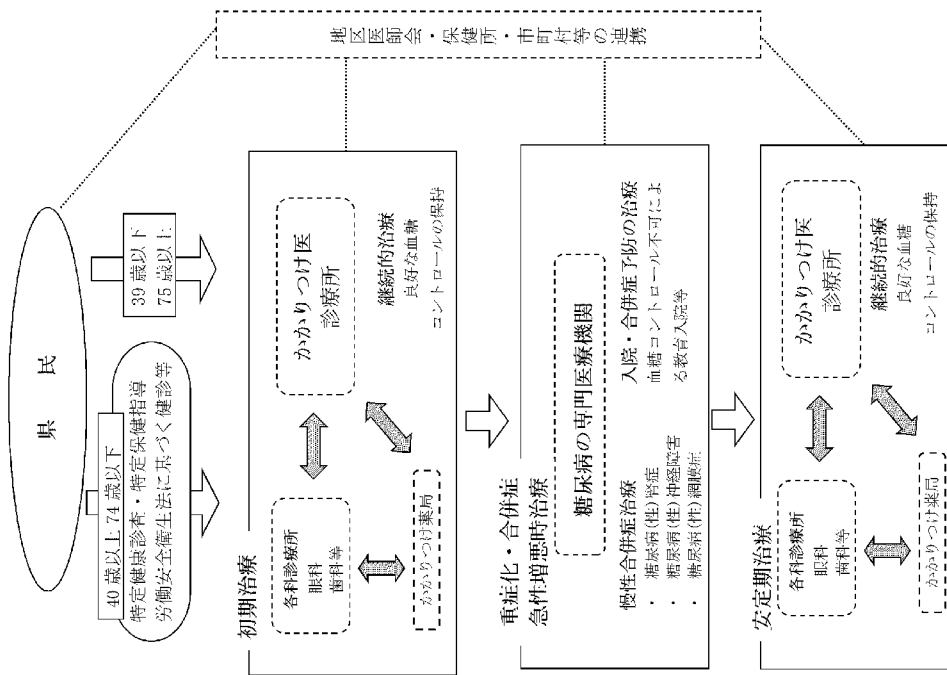 県　民
40 歳以上 74 歳以下
特定健康診査・特定保健指導
労働安全衛生法に基づく健診等
39 歳以下
75 歳以上
地区医師会・保健所・市町村等の連携
初期治療
各科診療所
眼科
歯科等
かかりつけ医
診療所
かかりつけ薬局
継続的治療
良好な血糖
コントロールの保持
重症化・合併症
急性増悪時治療
糖尿病の専門医療機関
慢性合併症治療
・ 糖尿病(性)腎症
・ 糖尿病(性)神経障害
・ 糖尿病(性)網膜症
入院・合併症予防の治療
血糖コントロール不可によ
る教育入院等
安定期治療
各科診療所
眼科
歯科等
かかりつけ医
診療所
かかりつけ薬局
継続的治療
良好な血糖
コントロールの保持